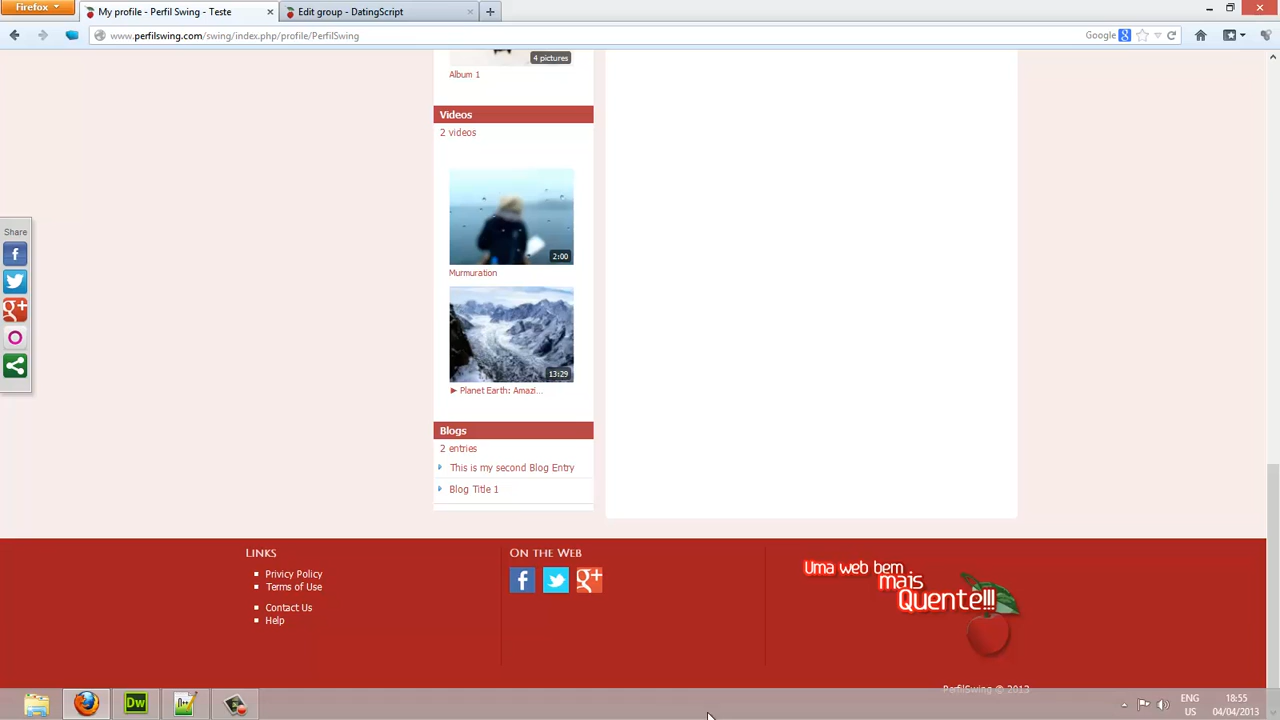 Firefox
My profile - Perfil Swing - Teste
Edit group - DatingScript
www.perfilswing.com/swing/index.php/profile/PerfilSwing
Google
4 pictures
Album 1
Videos
2 videos
2:00
Murmuration
13:29
► Planet Earth: Amazi...
Blogs
2 entries
This is my second Blog Entry
Blog Title 1
Share
Links
Privicy Policy
Terms of Use
Contact Us
Help
On the Web
Uma web bem
mais
Quente!!!
PerfilSwing © 2013
Dw
ENG
US
18:55
04/04/2013